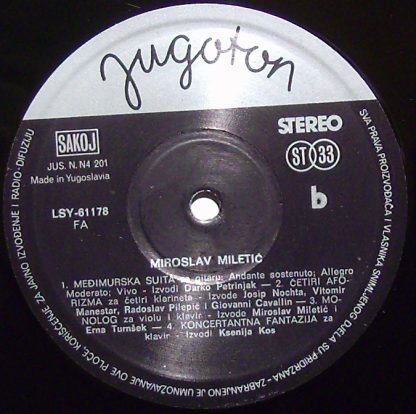 Jugoton
SAKOJ
JUS. N. N4 201
Made in Yugoslavia
STEREO
ST 33
LSY-61178
FA
b
MIROSLAV MILETIĆ
1. MEĐIMURSKA SUITA za gitaru: Andante sostenuto; Allegro
Moderato; Vivo - Izvodi Darko Petrinjak — 2. ČETIRI AFO-
RIZMA za četiri klarineta - Izvode Josip Nochta, Vitomir
Manestar, Radoslav Pilepić i Giovanni Cavallin — 3. MO-
NOLOG za violu i klavir - Izvode Miroslav Miletić i
Erna Tumšek — 4. KONCERTANTNA FANTAZIJA za
klavir - Izvodi Ksenija Kos
SVA PRAVA PROIZVOĐAČA I VLASNIKA SNIMLJENOG DJELA SU PRIDRŽANA - ZABRANJENO JE UMNOŽAVANJE OVE PLOČE, KORIŠĆENJE ZA JAVNO IZVOĐENJE I RADIO-DIFUZIJU